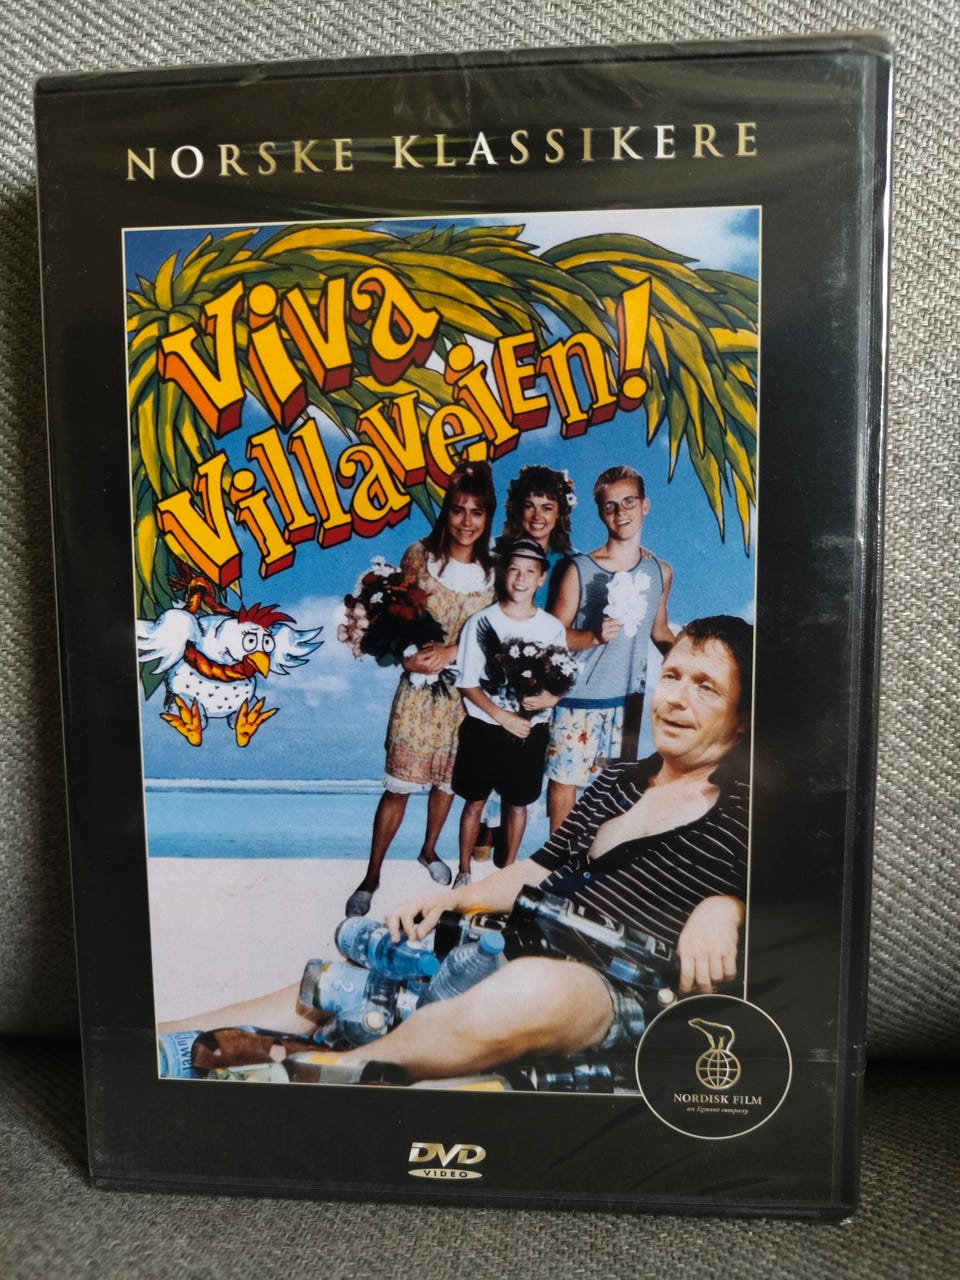 NORSKE KLASSIKERE
Viva
Villaveien!
NORDISK FILM
an Egmont company
DVD
VIDEO